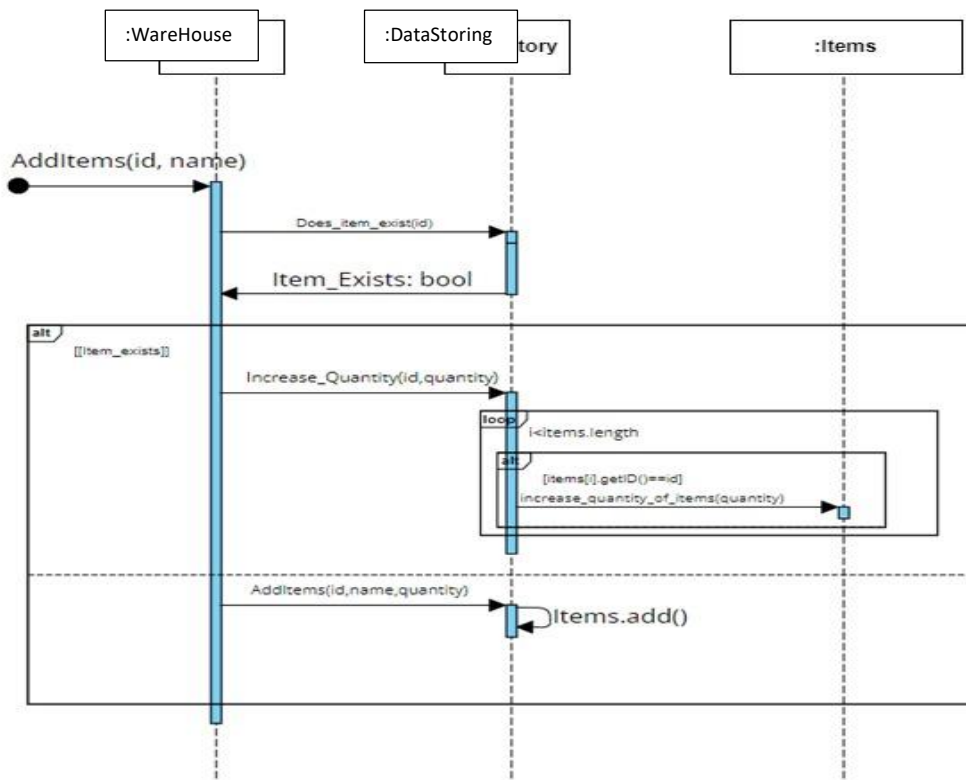 :WareHouse
:DataStoring
tory
:Items
AddItems(id, name)
Does_item_exist(id)
Item_Exists: bool
alt
[[Item_exists]]
Increase_Quantity(id,quantity)
loop
i<items.length
alt
[items[i].getID()==id]
increase_quantity_of_items(quantity)
AddItems(id,name,quantity)
Items.add()